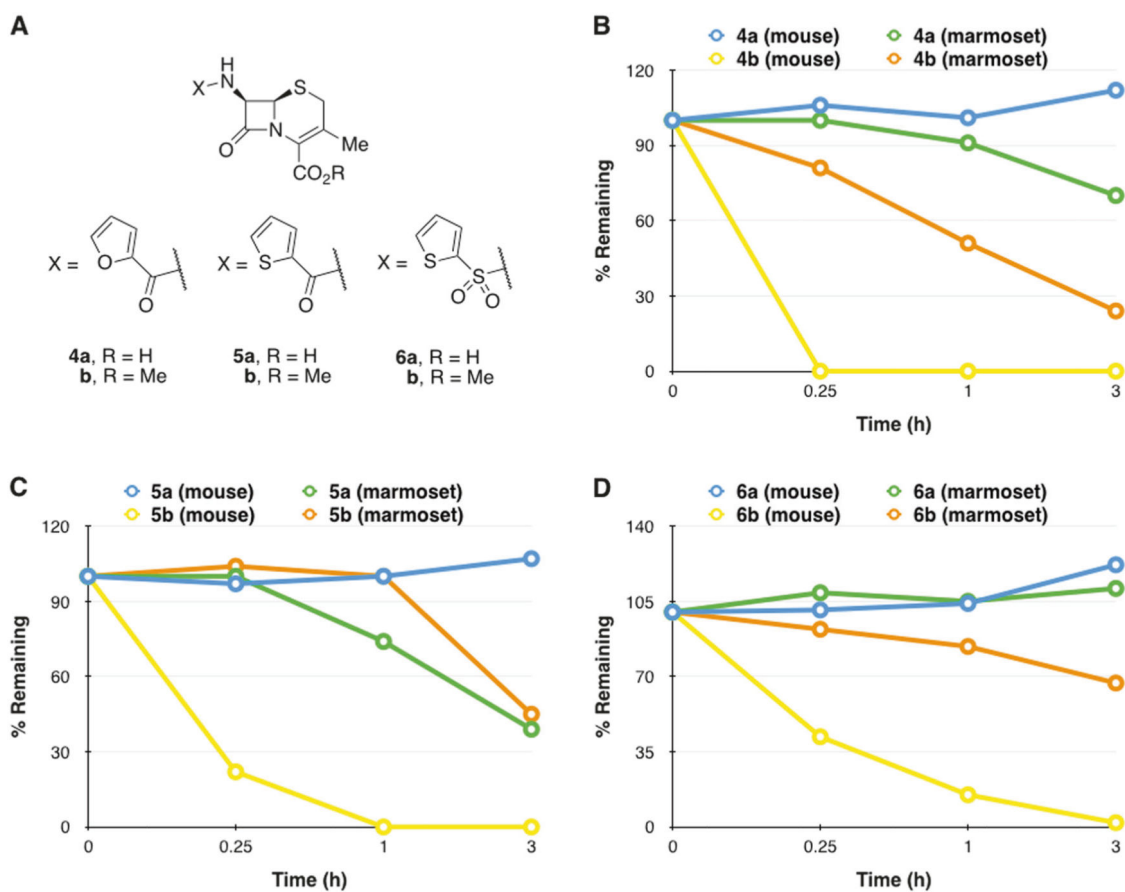 A
H
N
X
S
N
O
Me
CO2R
X =
O
O
X =
S
O
X =
S
S
O O
4a, R = H
b, R = Me
5a, R = H
b, R = Me
6a, R = H
b, R = Me
B
4a (mouse) 4a (marmoset)
4b (mouse) 4b (marmoset)
120
90
60
30
0
% Remaining
0 0.25 1 3
Time (h)
C
5a (mouse) 5a (marmoset)
5b (mouse) 5b (marmoset)
120
90
60
30
0
% Remaining
0 0.25 1 3
Time (h)
D
6a (mouse) 6a (marmoset)
6b (mouse) 6b (marmoset)
140
105
70
35
0
% Remaining
0 0.25 1 3
Time (h)